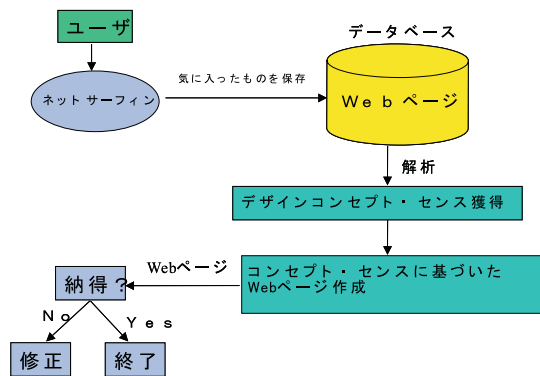 ユーザ
データベース
ネットサーフィン
気に入ったものを保存
Ｗｅｂ ページ
解析
デザインコンセプト・センス獲得
Webページ
コンセプト・センスに基づいた
Webページ作成
納得？
Ｎｏ
Ｙｅｓ
修正
終了